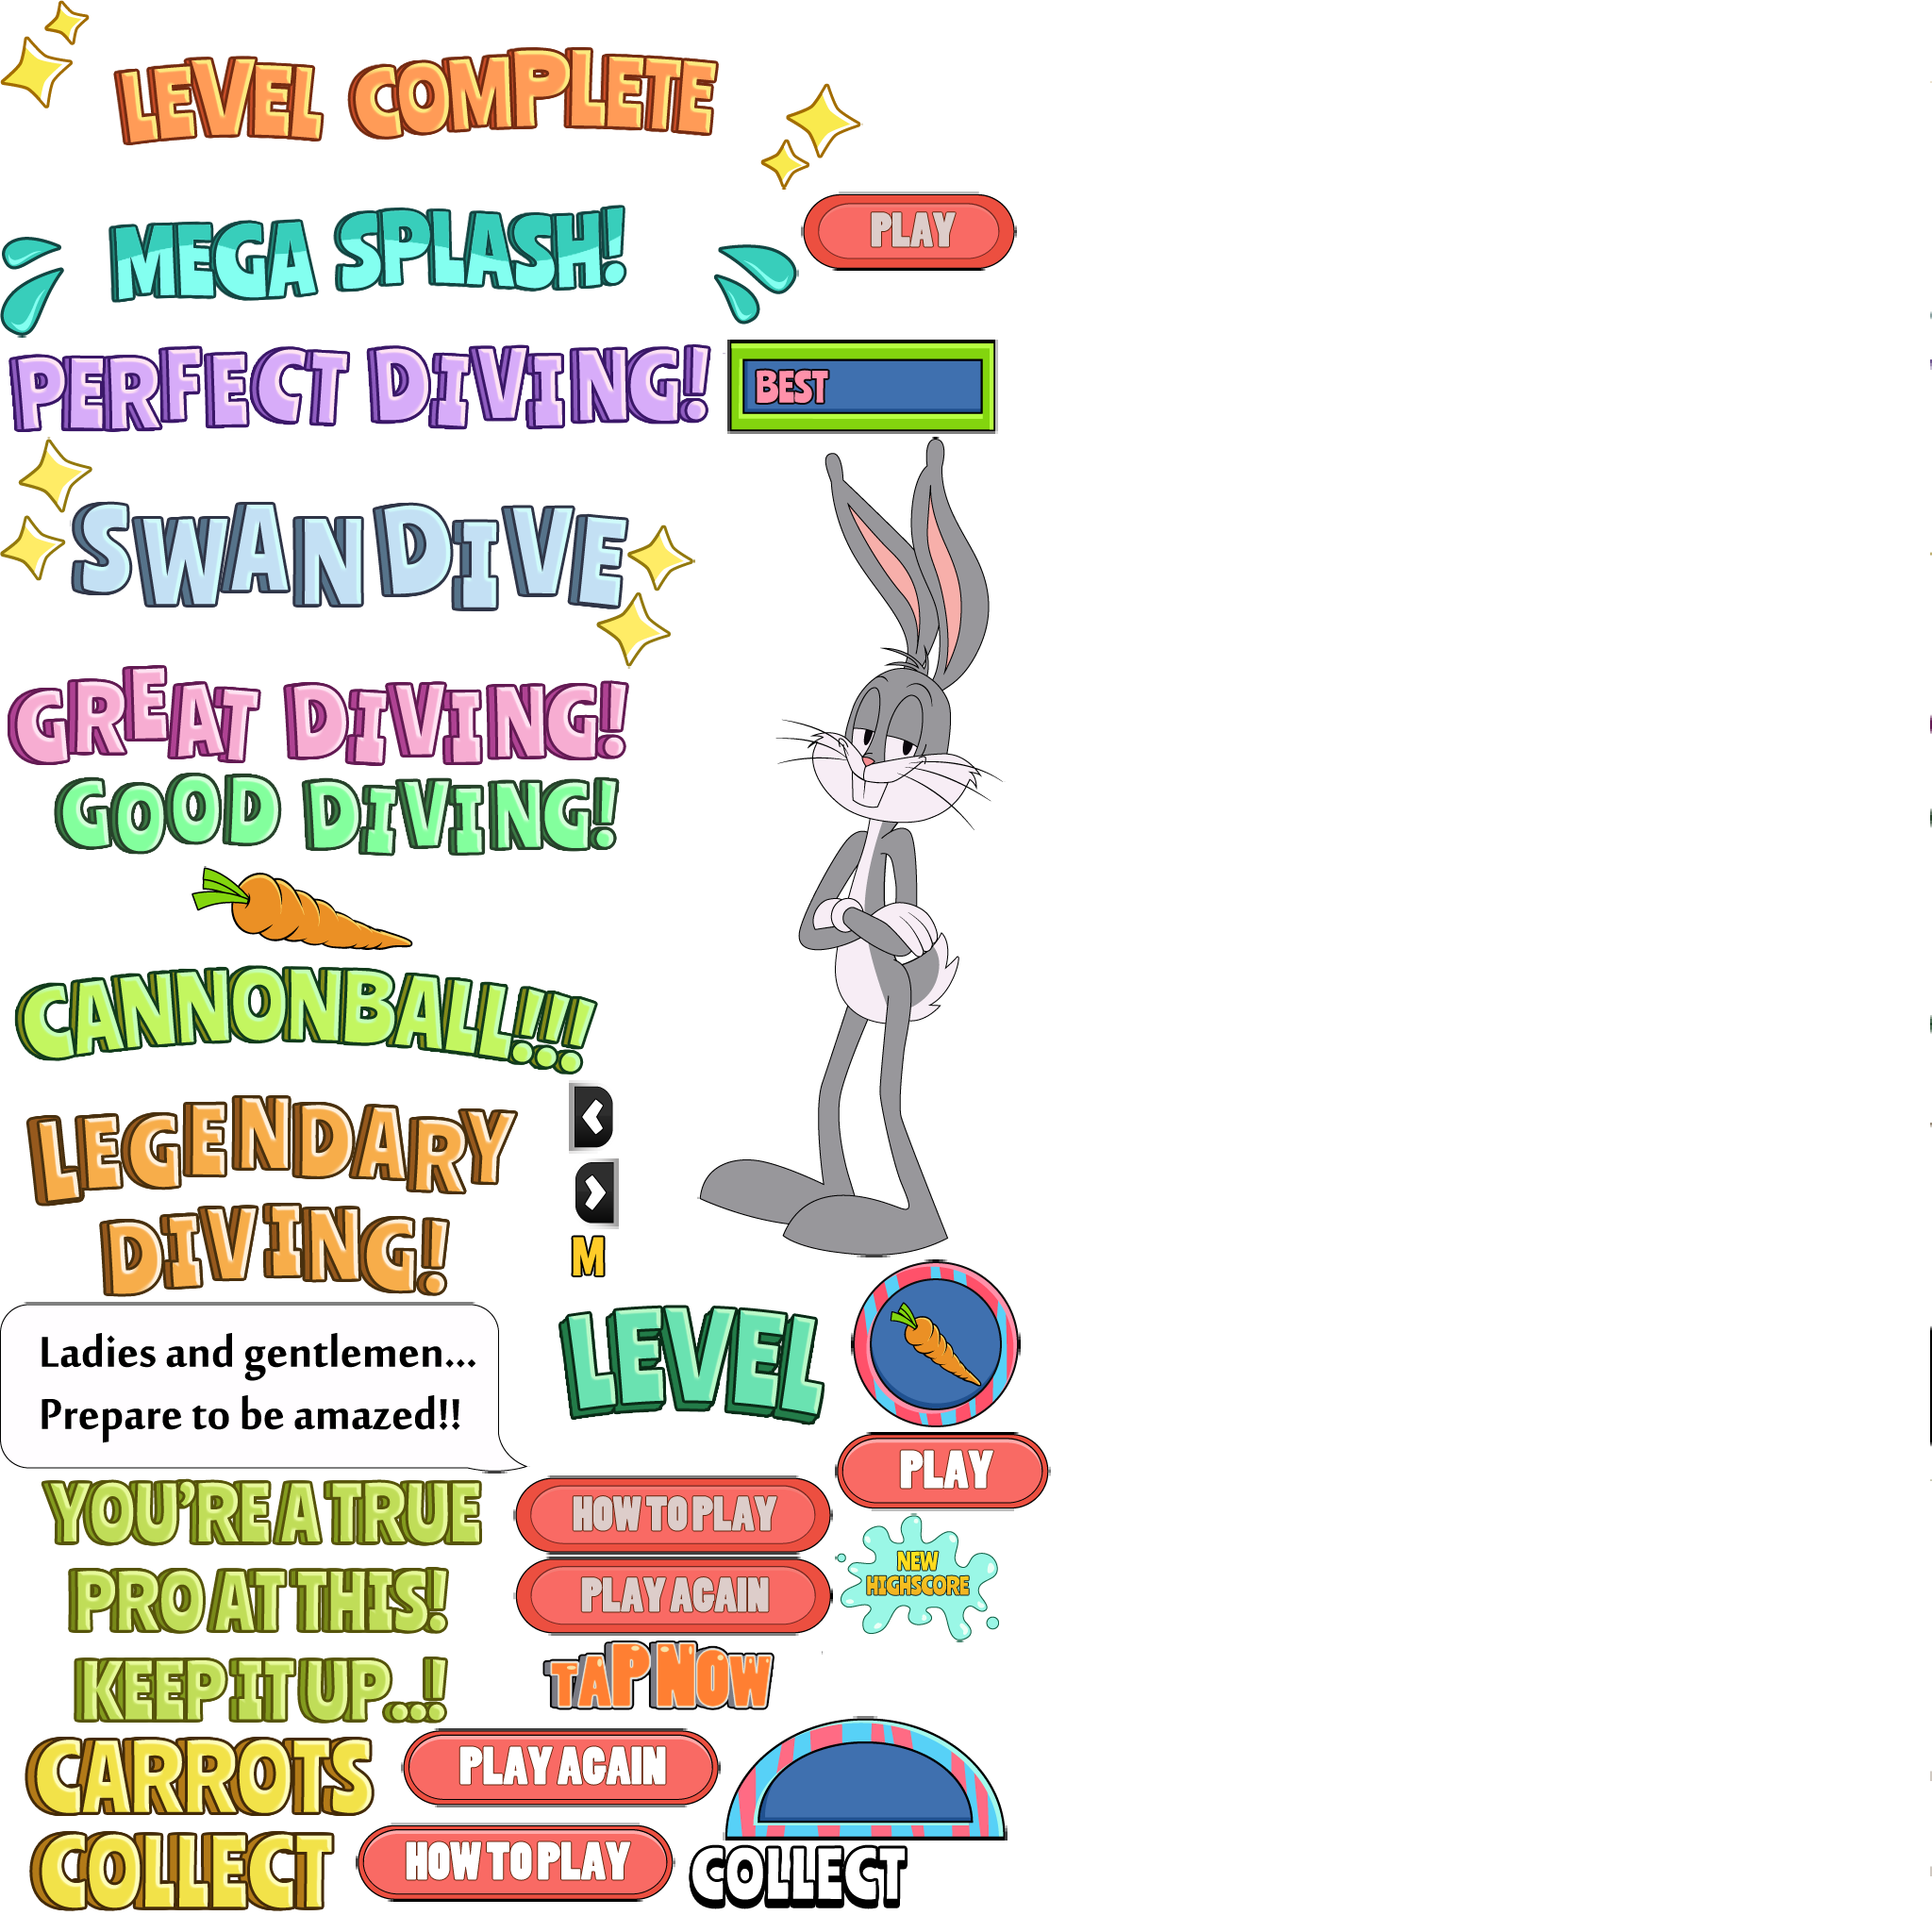 LEVEL COMPLETE
MEGA SPLASH!
PLAY
PERFECT DIVING!
BEST
SWAN DIVE
GREAT DIVING!
GOOD DIVING!
CANNONBALL!!!
LEGENDARY
DIVING!
M
Ladies and gentlemen...
Prepare to be amazed!!
LEVEL
PLAY
YOU'RE A TRUE
PRO AT THIS!
KEEP IT UP...!
HOW TO PLAY
PLAY AGAIN
NEW
HIGHSCORE
TAP NOW
CARROTS
PLAY AGAIN
COLLECT
HOW TO PLAY
COLLECT